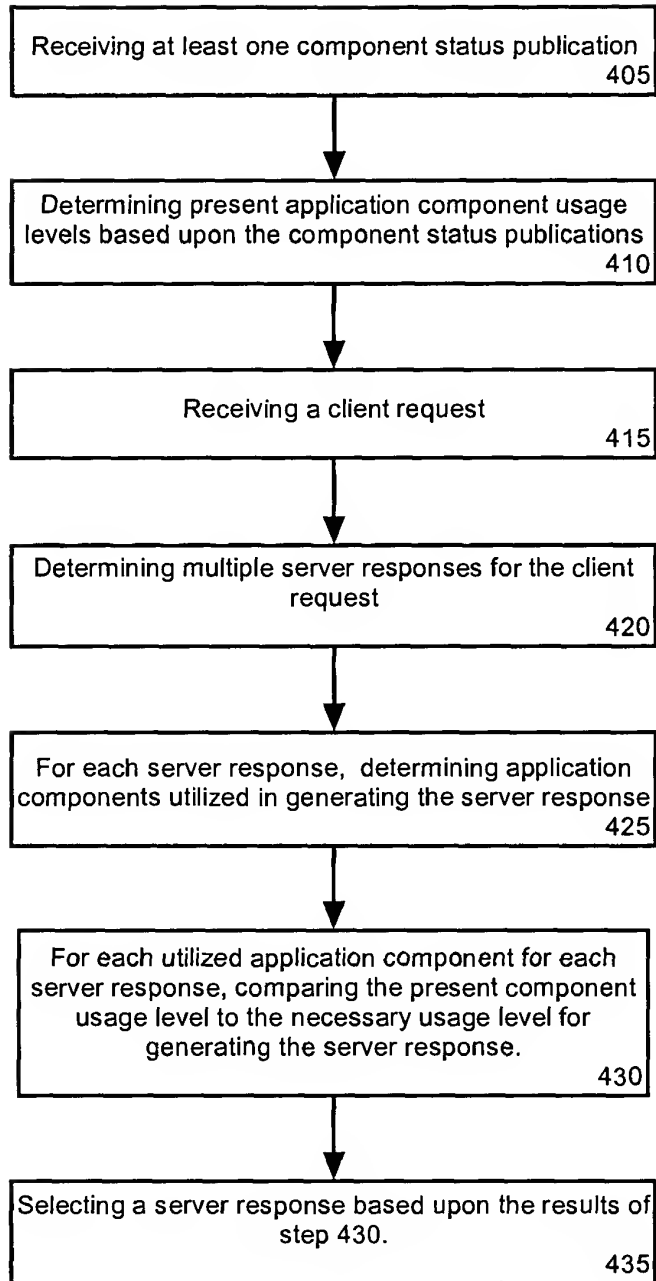 Receiving at least one component status publication
405
Determining present application component usage
levels based upon the component status publications
410
Receiving a client request
415
Determining multiple server responses for the client
request
420
For each server response, determining application
components utilized in generating the server response
425
For each utilized application component for each
server response, comparing the present component
usage level to the necessary usage level for
generating the server response.
430
Selecting a server response based upon the results of
step 430.
435